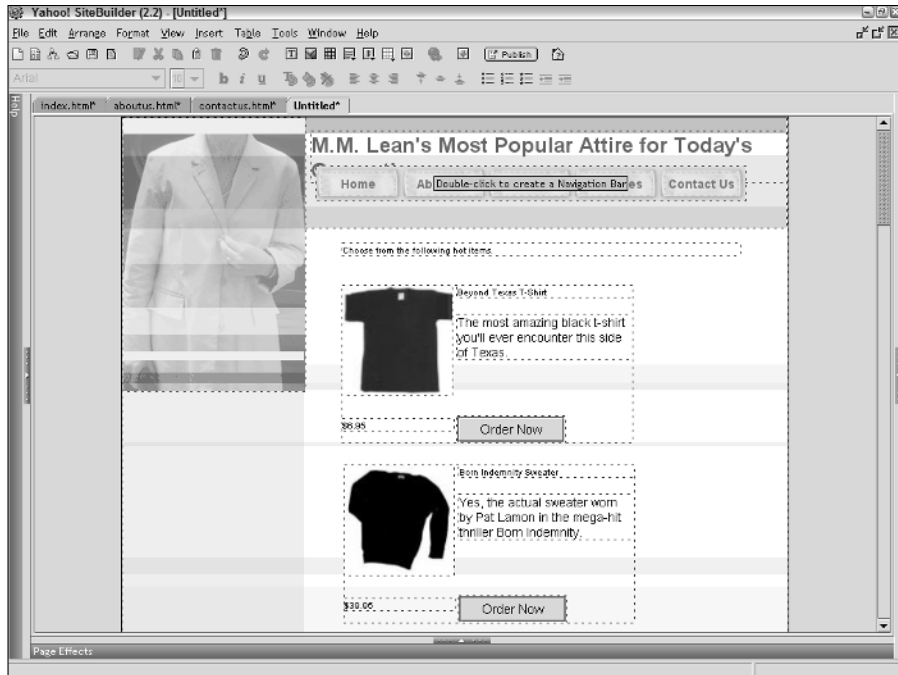 Yahoo! SiteBuilder (2.2) - [Untitled*]
File Edit Arrange Format View Insert Table Tools Window Help
Publish
Arial 10 b i u
Help
index.html* aboutus.html* contactus.html* Untitled*
M.M. Lean's Most Popular Attire for Today's
Home Ab Double-click to create a Navigation Bar es Contact Us
Choose from the following hot items.
Beyond Texas T-Shirt
The most amazing black t-shirt
you'll ever encounter this side
of Texas.
$6.95
Order Now
Born Indemnity Sweater
Yes, the actual sweater worn
by Pat Lamon in the mega-hit
thriller Born Indemnity.
Order Now
Page Effects